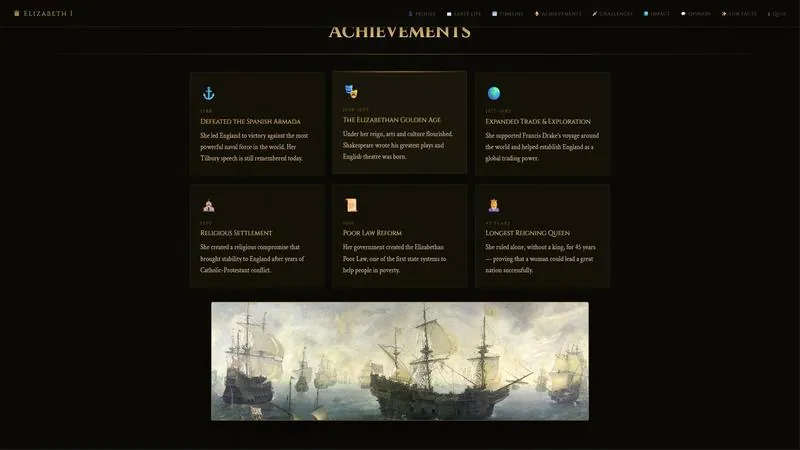 Elizabeth I
Profile
Early Life
Timeline
Achievements
Challenges
Impact
Opinion
Fun Facts
Quiz
Achievements
1588
Defeated the Spanish Armada
She led England to victory against the most
powerful naval force in the world. Her
Tilbury speech is still remembered today.
The Elizabethan Golden Age
Under her reign, arts and culture flourished.
Shakespeare wrote his greatest plays and
English theatre was born.
1577–1580
Expanded Trade & Exploration
She supported Francis Drake's voyage around
the world and helped establish England as a
global trading power.
1559
Religious Settlement
She created a religious compromise that
brought stability to England after years of
Catholic-Protestant conflict.
1601
Poor Law Reform
Her government created the Elizabethan
Poor Law, one of the first state systems to
help people in poverty.
45 Years
Longest Reigning Queen
She ruled alone, without a king, for 45 years
— proving that a woman could lead a great
nation successfully.